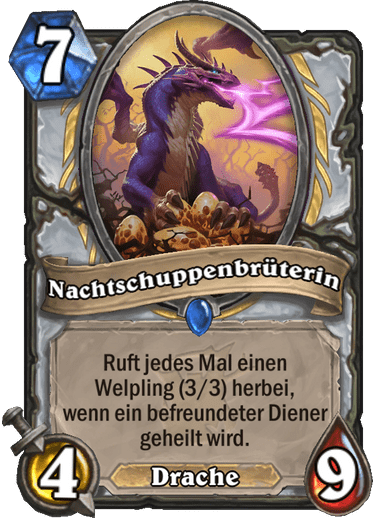 7
Nachtschuppenbrüterin
Ruft jedes Mal einen
Welpling (3/3) herbei,
wenn ein befreundeter Diener
geheilt wird.
4
Drache
9